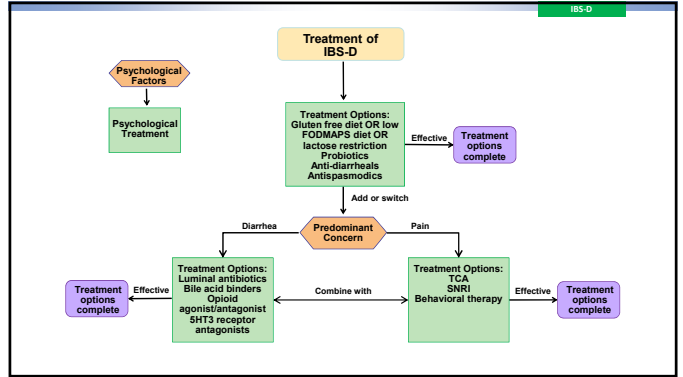 IBS-D
Treatment of
IBS-D
Psychological
Factors
Psychological
Treatment
Treatment Options:
Gluten free diet OR low
FODMAPS diet OR
lactose restriction
Probiotics
Anti-diarrheals
Antispasmodics
Effective
Treatment
options
complete
Add or switch
Diarrhea
Predominant
Concern
Pain
Treatment
options
complete
Effective
Treatment Options:
Luminal antibiotics
Bile acid binders
Opioid
agonist/antagonist
5HT3 receptor
antagonists
Combine with
Treatment Options:
TCA
SNRI
Behavioral therapy
Effective
Treatment
options
complete